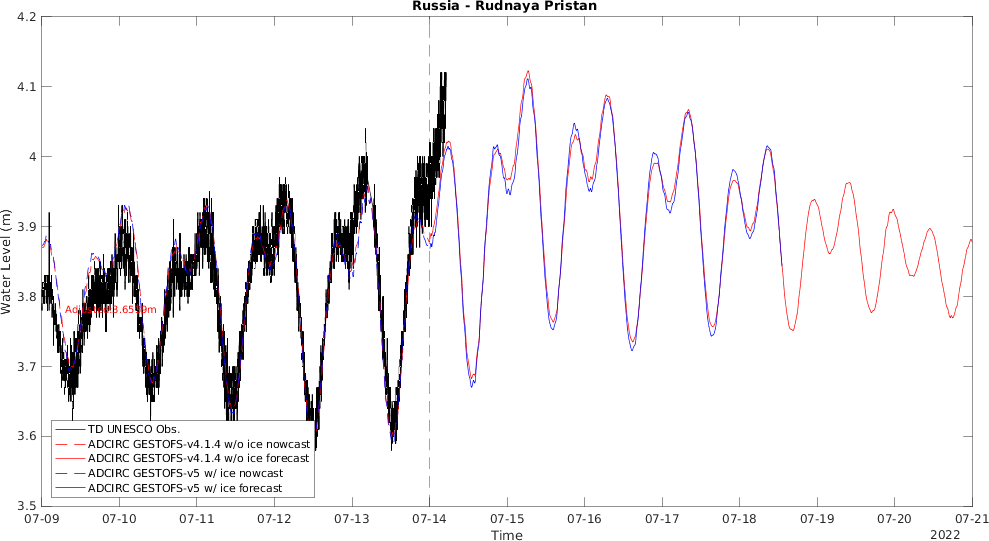 Russia - Rudnaya Pristan
Water Level (m)
4.2
4.1
4
3.9
3.8
3.7
3.6
3.5
TD UNESCO Obs.
ADCIRC GESTOFS-v4.1.4 w/o ice nowcast
ADCIRC GESTOFS-v4.1.4 w/o ice forecast
ADCIRC GESTOFS-v5 w/ ice nowcast
ADCIRC GESTOFS-v5 w/ ice forecast
07-09 07-10 07-11 07-12 07-13 07-14 07-15 07-16 07-17 07-18 07-19 07-20 07-21
Time
2022